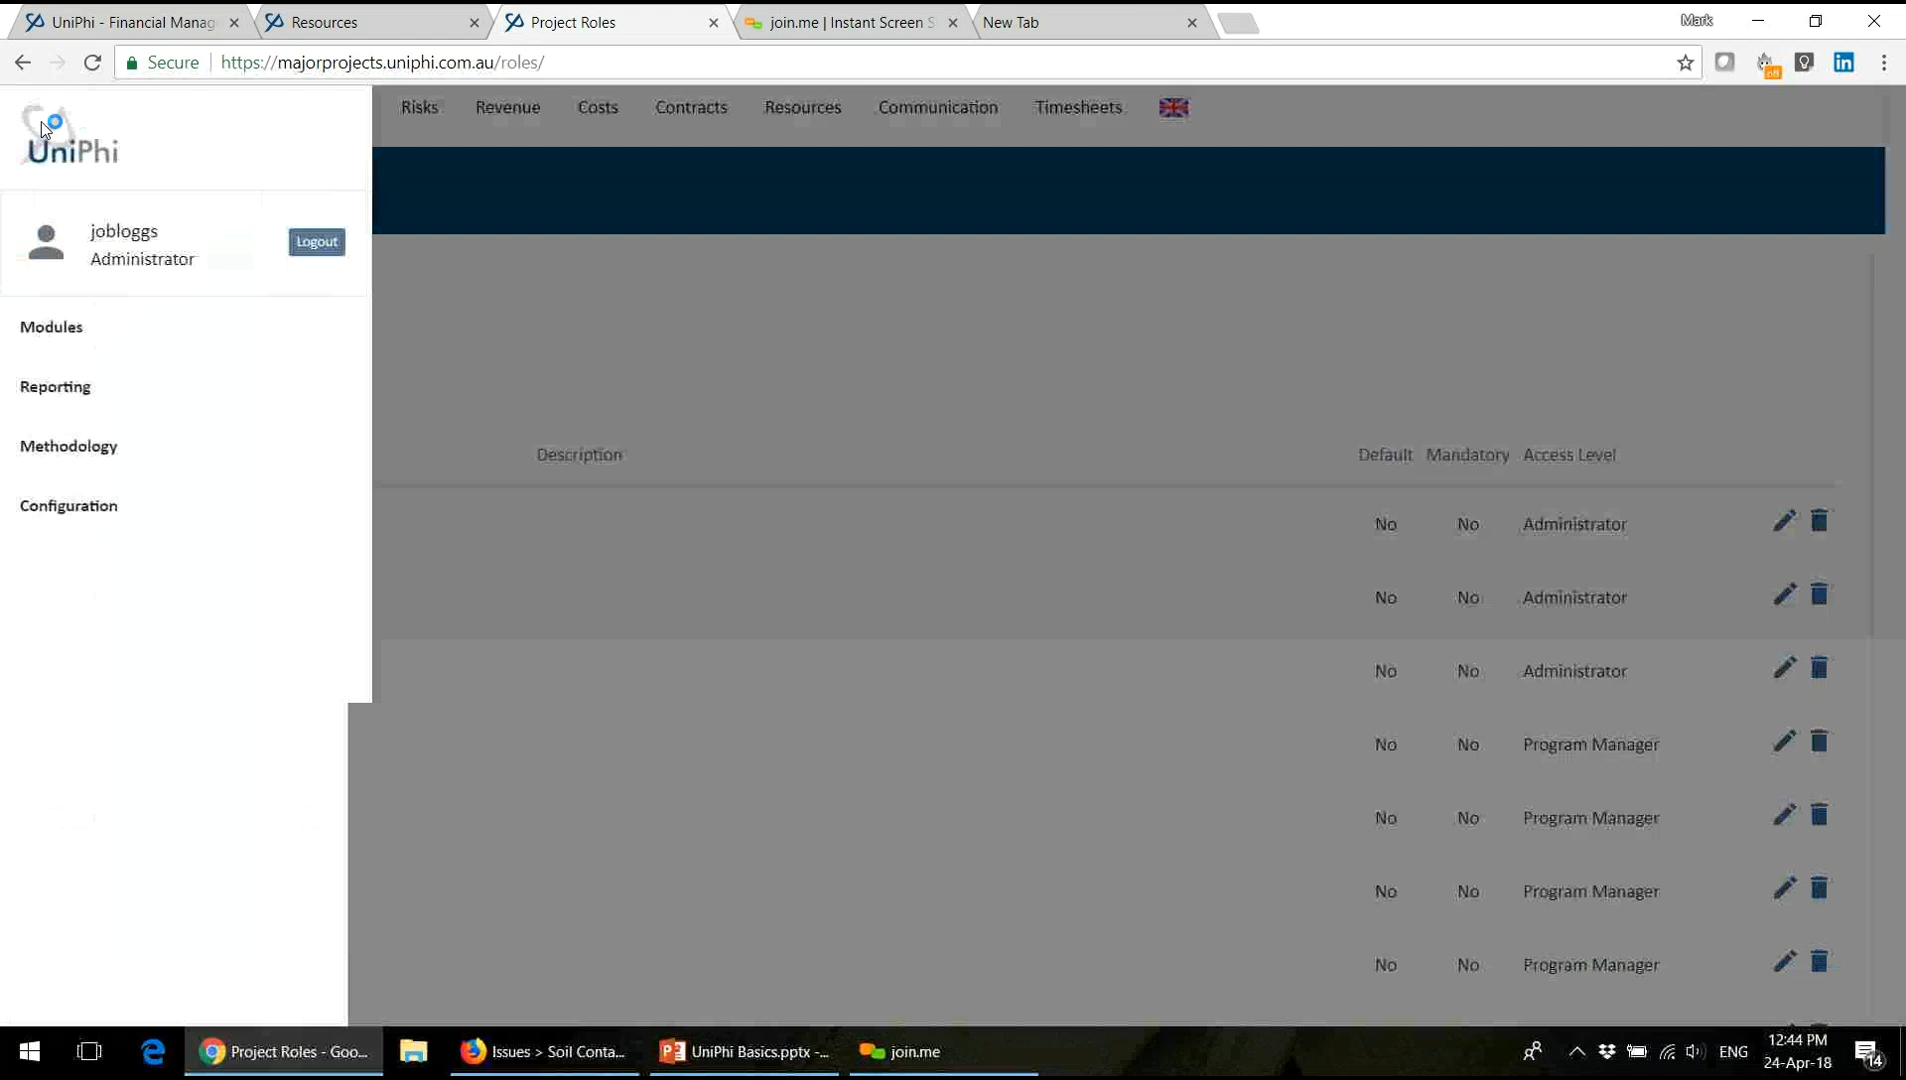 UniPhi - Financial Manag
Resources
Project Roles
join.me | Instant Screen S
New Tab
Mark
Secure
https://majorprojects.uniphi.com.au/roles/
off
in
UniPhi
Risks
Revenue
Costs
Contracts
Resources
Communication
Timesheets
jobloggs
Administrator
Logout
Modules
Reporting
Methodology
Configuration
Description Default Mandatory Access Level
No No Administrator
No No Administrator
No No Administrator
No No Program Manager
No No Program Manager
No No Program Manager
No No Program Manager
Project Roles - Goo...
Issues > Soil Conta...
UniPhi Basics.pptx -...
join.me
ENG
12:44 PM
24-Apr-18
14